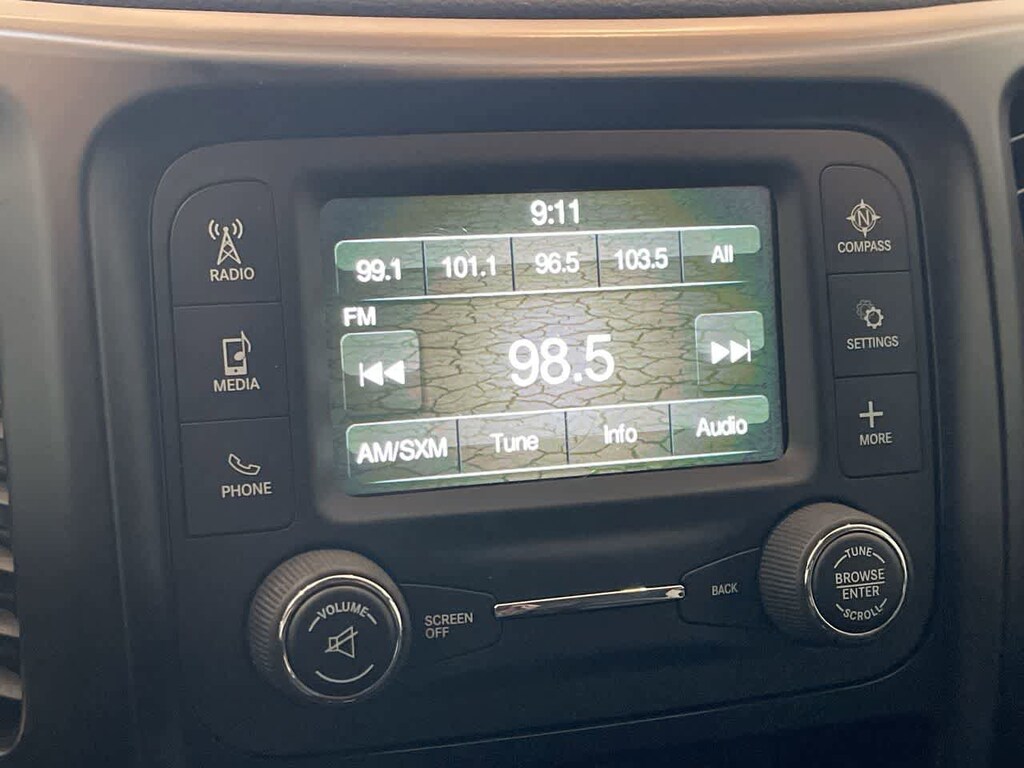 9:11
99.1 101.1 96.5 103.5 All
FM
98.5
AM/SXM Tune Info Audio
RADIO
MEDIA
PHONE
N
COMPASS
SETTINGS
MORE
VOLUME
SCREEN
OFF
BACK
TUNE
BROWSE
ENTER
SCROLL